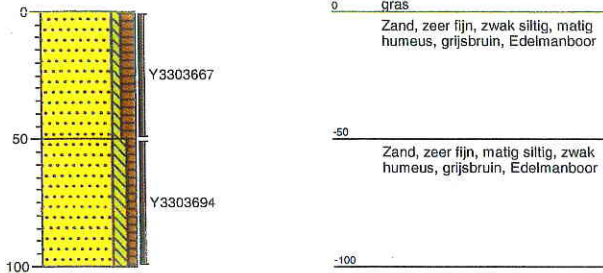 0
0 gras
Zand, zeer fijn, zwak siltig, matig
humeus, grijsbruin, Edelmanboor
Y3303667
50
-50
Zand, zeer fijn, matig siltig, zwak
humeus, grijsbruin, Edelmanboor
Y3303694
100
-100